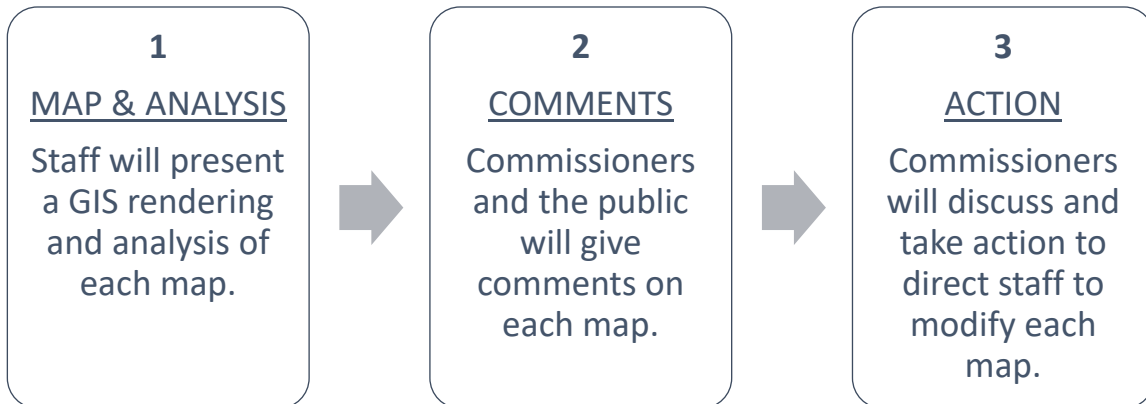 1
MAP & ANALYSIS
Staff will present
a GIS rendering
and analysis of
each map.
2
COMMENTS
Commissioners
and the public
will give
comments on
each map.
3
ACTION
Commissioners
will discuss and
take action to
direct staff to
modify each
map.